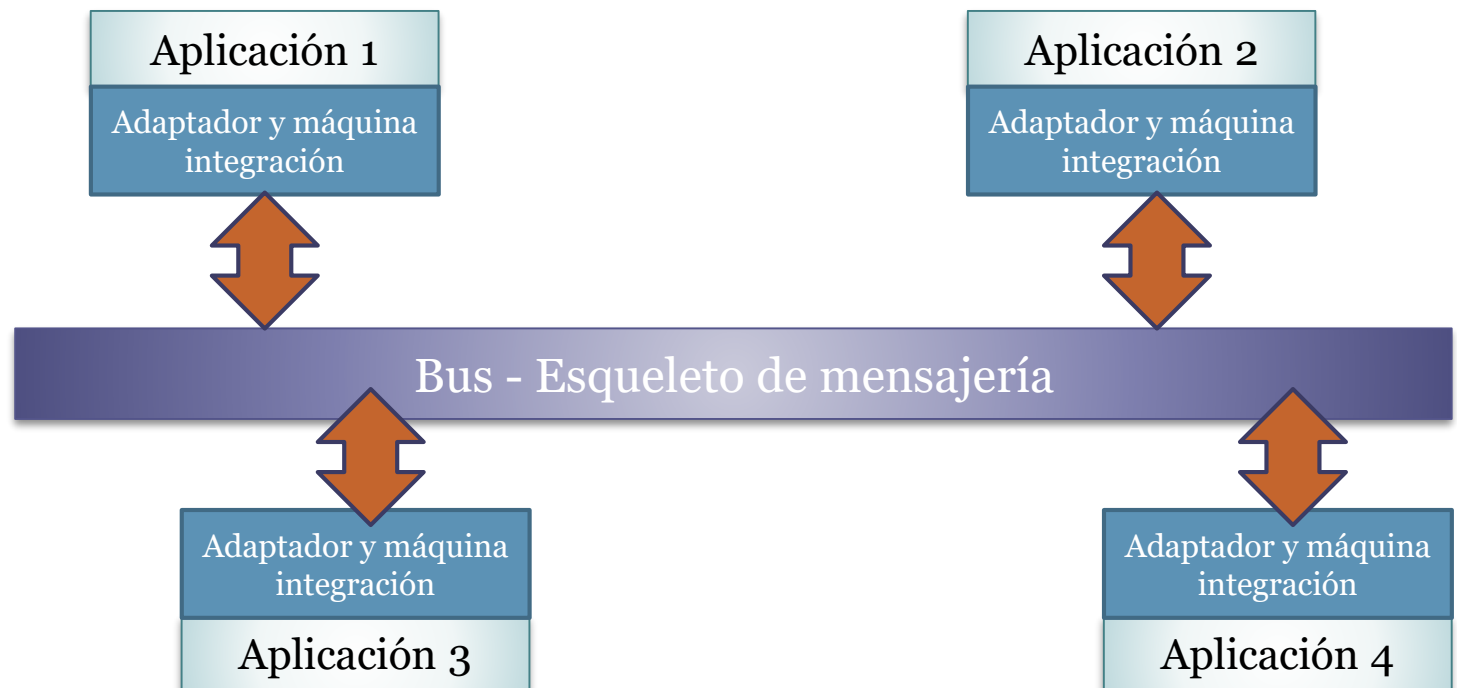 Aplicación 1
Adaptador y máquina
integración
Aplicación 2
Adaptador y máquina
integración
Bus - Esqueleto de mensajería
Adaptador y máquina
integración
Aplicación 3
Adaptador y máquina
integración
Aplicación 4